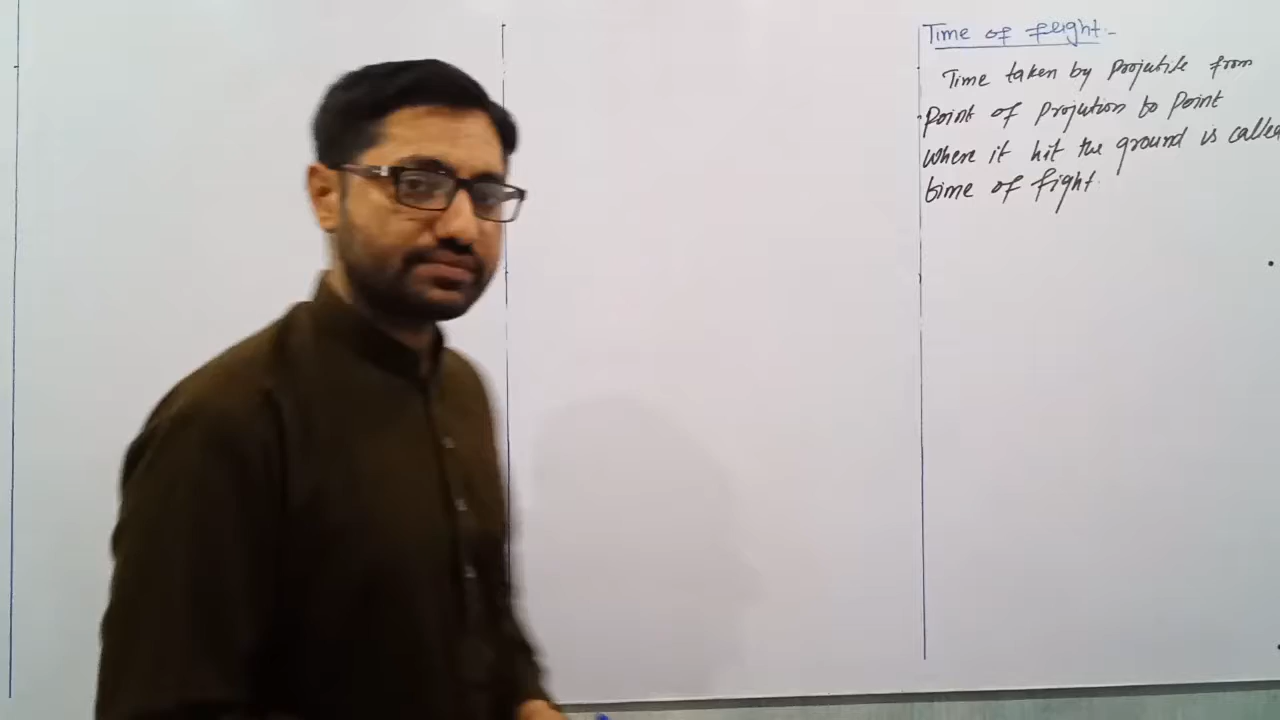 Time of flight:-
Time taken by Projectile from
Point of Projection to Point
where it hit the ground is called
time of fight.